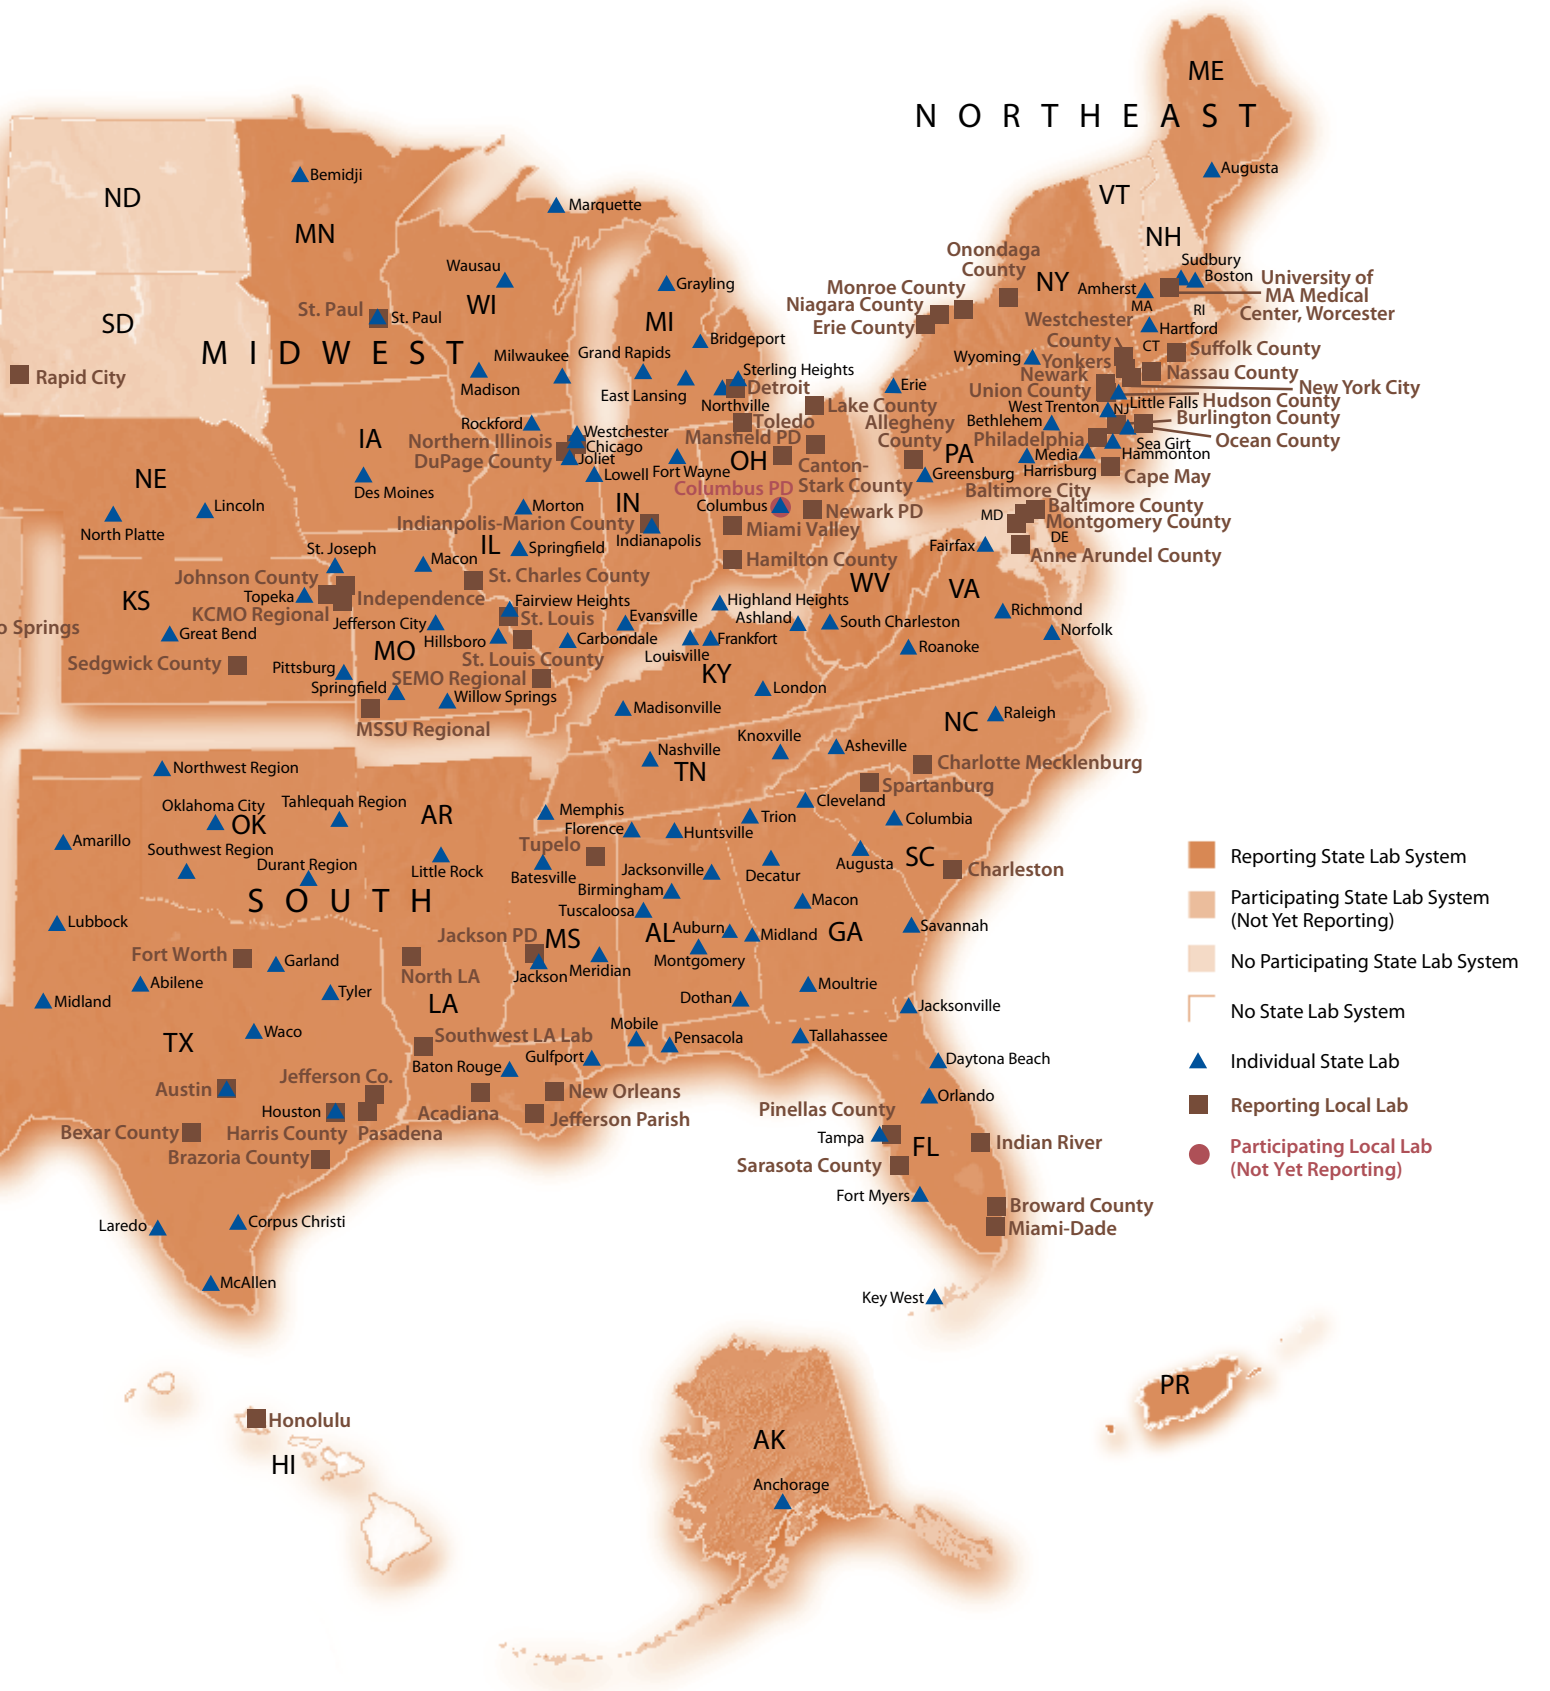 ME
NORTHEAST
Augusta
ND
Bemidji
MN
Marquette
VT
NH
Onondaga
County
NY
Sudbury
Boston
Amherst
MA
RI
University of
MA Medical
Center, Worcester
Wausau
WI
Grayling
Monroe County
Niagara County
Erie County
St. Paul
St. Paul
SD
MI
Bridgeport
Westchester
County
Hartford
CT
MIDWEST
Milwaukee
Grand Rapids
Madison
East Lansing
Sterling Heights
Detroit
Northville
Wyoming
Yonkers
Suffolk County
Nassau County
Newark
Union County
New York City
Rapid City
Erie
Little Falls
Hudson County
West Trenton
NJ
Burlington County
Lake County
Toledo
Allegheny
County
Bethlehem
Philadelphia
Sea Girt
Ocean County
Rockford
Westchester
Chicago
Northern Illinois
DuPage County
Joliet
Lowell
Fort Wayne
Mansfield PD
OH
Canton-
Stark County
PA
Greensburg
Media
Harrisburg
Hammonton
Cape May
IA
Des Moines
NE
Lincoln
North Platte
Morton
IN
Columbus PD
Columbus
Newark PD
Baltimore City
Baltimore County
MD
Montgomery County
DE
Anne Arundel County
Indianpolis-Marion County
Indianapolis
Miami Valley
Hamilton County
Fairfax
IL
Springfield
St. Joseph
Macon
St. Charles County
Johnson County
Topeka
Independence
KCMO Regional
KS
Great Bend
Jefferson City
Fairview Heights
St. Louis
Hillsboro
Evansville
Carbondale
Highland Heights
Ashland
WV
South Charleston
VA
Richmond
Norfolk
Roanoke
o Springs
MO
Louisville
Frankfort
St. Louis County
KY
Sedgwick County
Pittsburg
Springfield
SEMO Regional
Willow Springs
MSSU Regional
London
Madisonville
NC
Raleigh
Nashville
Knoxville
Asheville
TN
Charlotte Mecklenburg
Spartanburg
Northwest Region
Oklahoma City
Tahlequah Region
OK
AR
Memphis
Florence
Huntsville
Trion
Cleveland
Columbia
Amarillo
Southwest Region
Durant Region
Little Rock
Tupelo
Batesville
Jacksonville
Decatur
Augusta
SC
Charleston
Birmingham
Macon
SOUTH
Tuscaloosa
Lubbock
Jackson PD
MS
AL
Auburn
Midland
GA
Savannah
Fort Worth
Garland
North LA
Jackson
Meridian
Montgomery
Abilene
Tyler
Moultrie
Midland
LA
Dothan
Jacksonville
Mobile
Waco
TX
Southwest LA Lab
Pensacola
Tallahassee
Gulfport
Baton Rouge
Daytona Beach
Austin
Jefferson Co.
New Orleans
Orlando
Houston
Acadiana
Jefferson Parish
Pinellas County
Bexar County
Harris County
Pasadena
Tampa
FL
Indian River
Brazoria County
Sarasota County
Fort Myers
Broward County
Miami-Dade
Laredo
Corpus Christi
McAllen
Key West
Reporting State Lab System
Participating State Lab System
(Not Yet Reporting)
No Participating State Lab System
No State Lab System
Individual State Lab
Reporting Local Lab
Participating Local Lab
(Not Yet Reporting)
PR
Honolulu
HI
AK
Anchorage